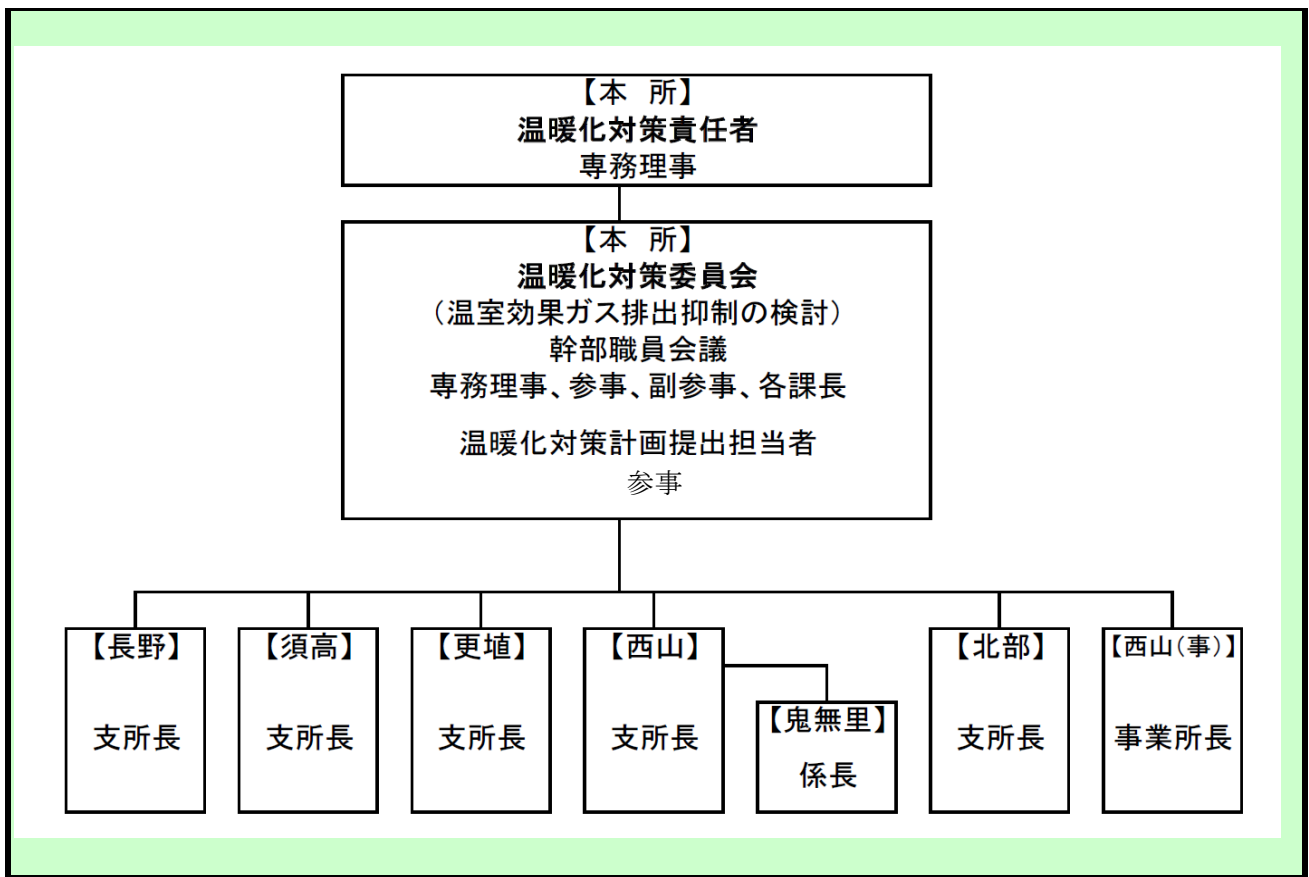 【本　所】
温暖化対策責任者
専務理事
【本　所】
温暖化対策委員会
（温室効果ガス排出抑制の検討）
幹部職員会議
専務理事、参事、副参事、各課長
温暖化対策計画提出担当者
参事
【長野】
支所長
【須高】
支所長
【更埴】
支所長
【西山】
支所長
【鬼無里】
係長
【北部】
支所長
【西山（事）】
事業所長